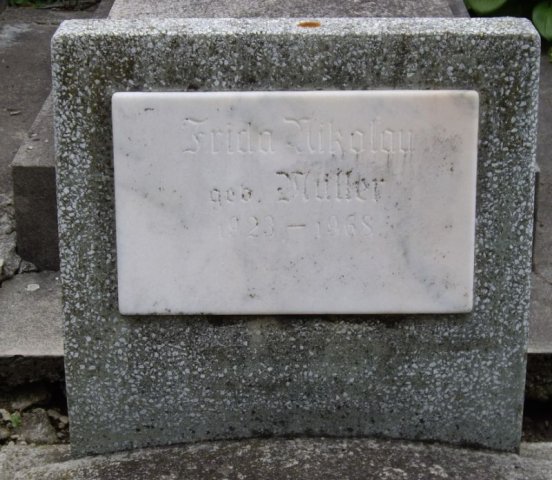 Frida Nikolay
geb. Müller
1923 – 1968